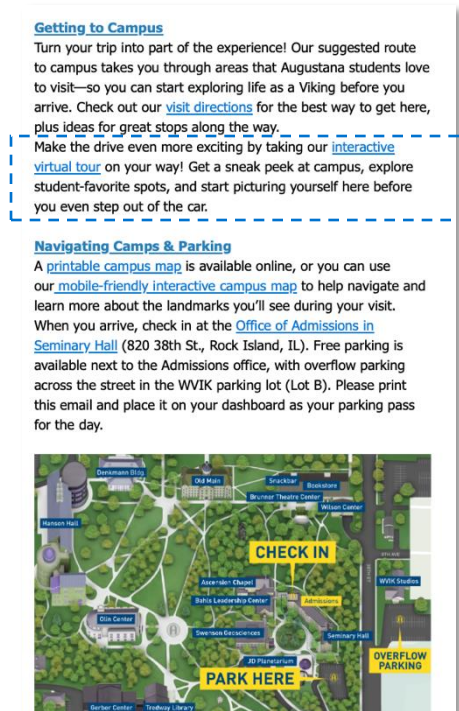 Getting to Campus
Turn your trip into part of the experience! Our suggested route
to campus takes you through areas that Augustana students love
to visit—so you can start exploring life as a Viking before you
arrive. Check out our visit directions for the best way to get here,
plus ideas for great stops along the way.
Make the drive even more exciting by taking our interactive
virtual tour on your way! Get a sneak peek at campus, explore
student-favorite spots, and start picturing yourself here before
you even step out of the car.
Navigating Camps & Parking
A printable campus map is available online, or you can use
our mobile-friendly interactive campus map to help navigate and
learn more about the landmarks you'll see during your visit.
When you arrive, check in at the Office of Admissions in
Seminary Hall (820 38th St., Rock Island, IL). Free parking is
available next to the Admissions office, with overflow parking
across the street in the WVIK parking lot (Lot B). Please print
this email and place it on your dashboard as your parking pass
for the day.
Denkmann Bldg
Old Main
Snackbar
Bookstore
Brunner Theatre Center
Wilson Center
Hanson Hall
CHECK IN
Ascension Chapel
WVIK Studios
Bahls Leadership Center
Admissions
Olin Center
Swenson Geosciences
Seminary Hall
OVERFLOW
PARKING
JD Planetarium
PARK HERE
Gerber Center
Tredway Library